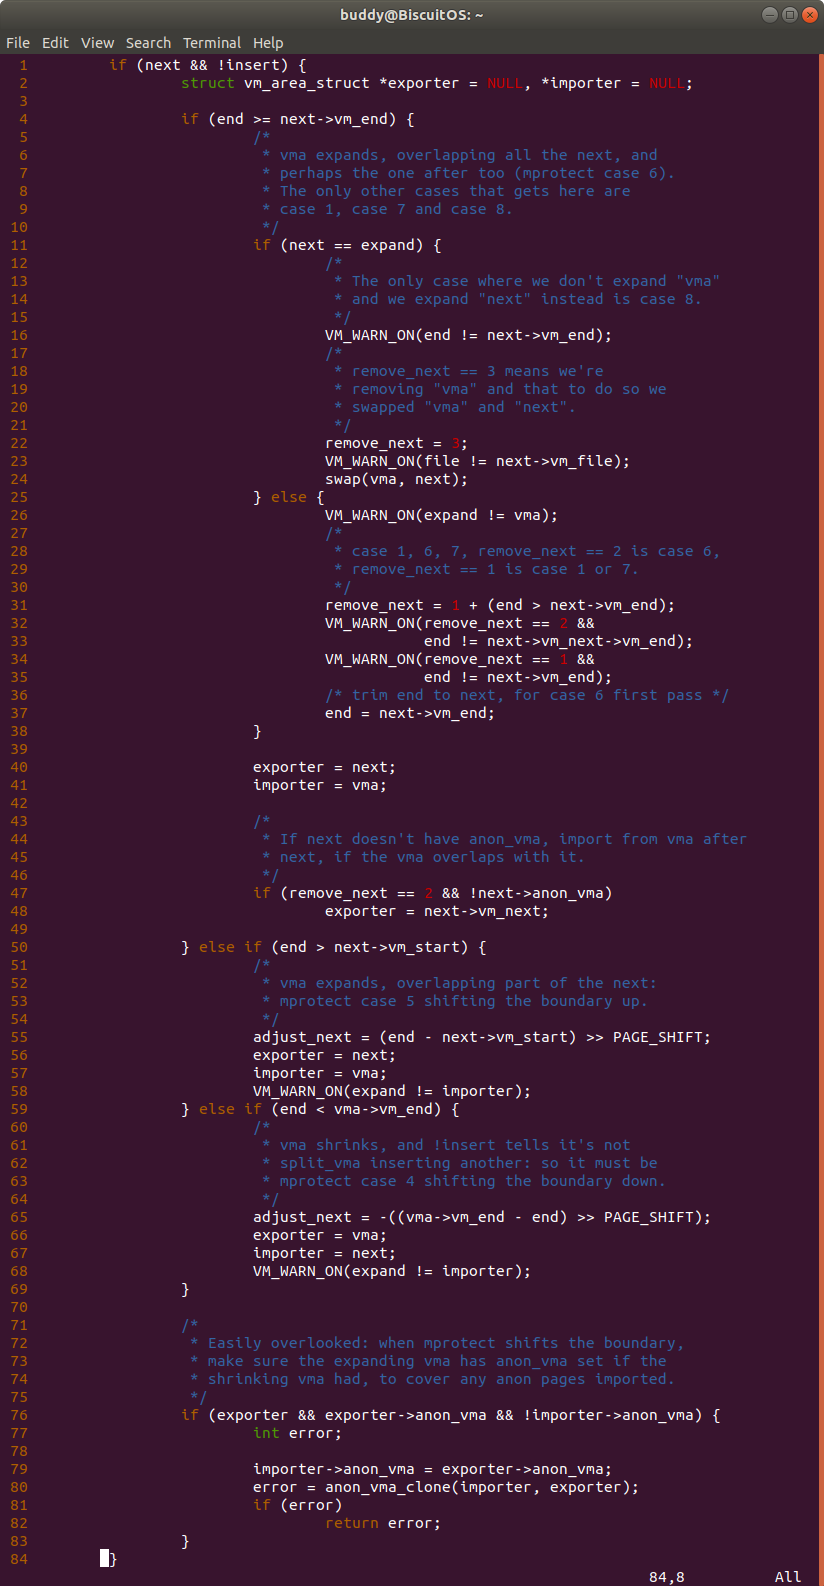 buddy@BiscuitOS: ~
File Edit View Search Terminal Help
1         if (next && !insert) {
2                 struct vm_area_struct *exporter = NULL, *importer = NULL;
3
4                 if (end >= next->vm_end) {
5                         /*
6                          * vma expands, overlapping all the next, and
7                          * perhaps the one after too (mprotect case 6).
8                          * The only other cases that gets here are
9                          * case 1, case 7 and case 8.
10                          */
11                         if (next == expand) {
12                                 /*
13                                  * The only case where we don't expand "vma"
14                                  * and we expand "next" instead is case 8.
15                                  */
16                                 VM_WARN_ON(end != next->vm_end);
17                                 /*
18                                  * remove_next == 3 means we're
19                                  * removing "vma" and that to do so we
20                                  * swapped "vma" and "next".
21                                  */
22                                 remove_next = 3;
23                                 VM_WARN_ON(file != next->vm_file);
24                                 swap(vma, next);
25                         } else {
26                                 VM_WARN_ON(expand != vma);
27                                 /*
28                                  * case 1, 6, 7, remove_next == 2 is case 6,
29                                  * remove_next == 1 is case 1 or 7.
30                                  */
31                                 remove_next = 1 + (end > next->vm_end);
32                                 VM_WARN_ON(remove_next == 2 &&
33                                            end != next->vm_next->vm_end);
34                                 VM_WARN_ON(remove_next == 1 &&
35                                            end != next->vm_end);
36                                 /* trim end to next, for case 6 first pass */
37                                 end = next->vm_end;
38                         }
39
40                         exporter = next;
41                         importer = vma;
42
43                         /*
44                          * If next doesn't have anon_vma, import from vma after
45                          * next, if the vma overlaps with it.
46                          */
47                         if (remove_next == 2 && !next->anon_vma)
48                                 exporter = next->vm_next;
49
50                 } else if (end > next->vm_start) {
51                         /*
52                          * vma expands, overlapping part of the next:
53                          * mprotect case 5 shifting the boundary up.
54                          */
55                         adjust_next = (end - next->vm_start) >> PAGE_SHIFT;
56                         exporter = next;
57                         importer = vma;
58                         VM_WARN_ON(expand != importer);
59                 } else if (end < vma->vm_end) {
60                         /*
61                          * vma shrinks, and !insert tells it's not
62                          * split_vma inserting another: so it must be
63                          * mprotect case 4 shifting the boundary down.
64                          */
65                         adjust_next = -((vma->vm_end - end) >> PAGE_SHIFT);
66                         exporter = vma;
67                         importer = next;
68                         VM_WARN_ON(expand != importer);
69                 }
70
71                 /*
72                  * Easily overlooked: when mprotect shifts the boundary,
73                  * make sure the expanding vma has anon_vma set if the
74                  * shrinking vma had, to cover any anon pages imported.
75                  */
76                 if (exporter && exporter->anon_vma && !importer->anon_vma) {
77                         int error;
78
79                         importer->anon_vma = exporter->anon_vma;
80                         error = anon_vma_clone(importer, exporter);
81                         if (error)
82                                 return error;
83                 }
84         }
84,8 All